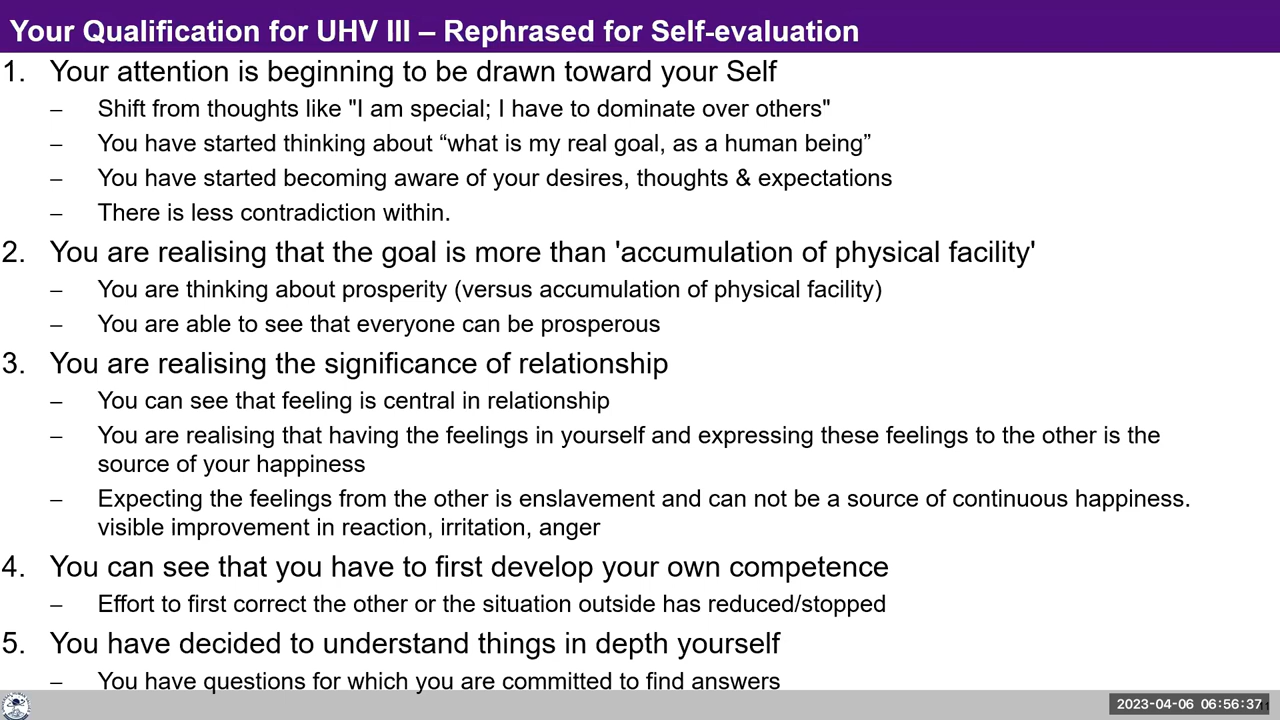 Your Qualification for UHV III – Rephrased for Self-evaluation
1. Your attention is beginning to be drawn toward your Self
– Shift from thoughts like "I am special; I have to dominate over others"
– You have started thinking about “what is my real goal, as a human being”
– You have started becoming aware of your desires, thoughts & expectations
– There is less contradiction within.
2. You are realising that the goal is more than 'accumulation of physical facility'
– You are thinking about prosperity (versus accumulation of physical facility)
– You are able to see that everyone can be prosperous
3. You are realising the significance of relationship
– You can see that feeling is central in relationship
– You are realising that having the feelings in yourself and expressing these feelings to the other is the
source of your happiness
– Expecting the feelings from the other is enslavement and can not be a source of continuous happiness.
visible improvement in reaction, irritation, anger
4. You can see that you have to first develop your own competence
– Effort to first correct the other or the situation outside has reduced/stopped
5. You have decided to understand things in depth yourself
– You have questions for which you are committed to find answers
2023-04-06 06:56:37